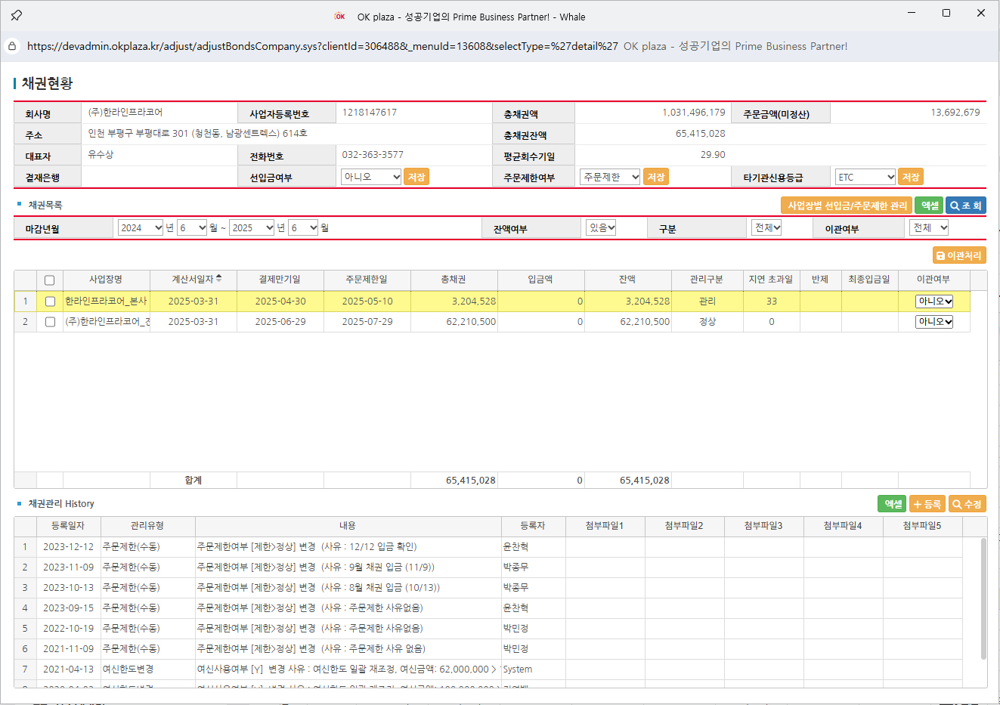 OK plaza - 성공기업의 Prime Business Partner! - Whale
https://devadmin.okplaza.kr/adjust/adjustBondsCompany.sys?clientId=306488&_menuId=13608&selectType=%27detail%27 OK plaza - 성공기업의 Prime Business Partner!
채권현황
회사명 (주)한라인프라코어 사업자등록번호 1218147617 총채권액 1,031,496,179 주문금액(미정산) 13,692,679
주소 인천 부평구 부평대로 301 (청천동, 남광센트렉스) 614호 총채권잔액 65,415,028
대표자 유수상 전화번호 032-363-3577 평균회수기일 29.90
결재은행 선입금여부 아니오 저장 주문제한여부 주문제한 저장 타기관신용등급 ETC 저장
채권목록 사업장별 선입금/주문제한 관리 엑셀 조 회
마감년월 2024 년 6 월 ~ 2025 년 6 월 잔액여부 있음 구분 전체 이관여부 전체
이관처리
사업장명 계산서일자 결제만기일 주문제한일 총채권 입금액 잔액 관리구분 지연 초과일 반제 최종입금일 이관여부
1 한라인프라코어_본사 2025-03-31 2025-04-30 2025-05-10 3,204,528 0 3,204,528 관리 33 아니오
2 (주)한라인프라코어_ 2025-03-31 2025-06-29 2025-07-29 62,210,500 0 62,210,500 정상 0 아니오
합계 65,415,028 0 65,415,028
채권관리 History 엑셀 등록 수정
등록일자 관리유형 내용 등록자 첨부파일1 첨부파일2 첨부파일3 첨부파일4 첨부파일5
1 2023-12-12 주문제한(수동) 주문제한여부 [제한>정상] 변경 (사유 : 12/12 입금 확인) 윤찬혁
2 2023-11-09 주문제한(수동) 주문제한여부 [제한>정상] 변경 (사유 : 9월 채권 입금 (11/9)) 박종무
3 2023-10-13 주문제한(수동) 주문제한여부 [제한>정상] 변경 (사유 : 8월 채권 입금 (10/13)) 박종무
4 2023-09-15 주문제한(수동) 주문제한여부 [제한>정상] 변경 (사유 : 주문제한 사유없음) 윤찬혁
5 2022-10-19 주문제한(수동) 주문제한여부 [제한>정상] 변경 (사유 : 주문제한 사유없음) 박민정
6 2021-11-09 주문제한(수동) 주문제한여부 [제한>정상] 변경 (사유 : 주문제한 사유 없음) 박민정
7 2021-04-13 여신한도변경 여신사용여부 [Y] 변경 사유 : 여신한도 일괄 재조정, 여신금액: 62,000,000 > System